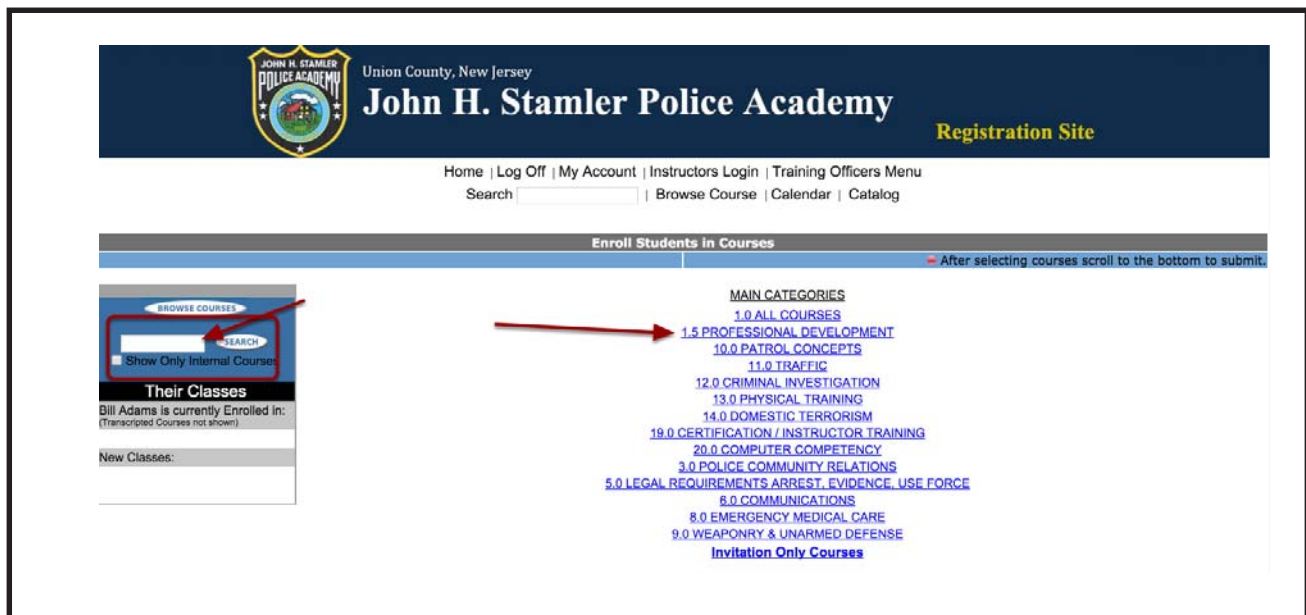 JOHN H. STAMLER
POLICE ACADEMY
Union County, New Jersey
John H. Stamler Police Academy
Registration Site
Home | Log Off | My Account | Instructors Login | Training Officers Menu
Search | Browse Course | Calendar | Catalog
Enroll Students in Courses
After selecting courses scroll to the bottom to submit.
BROWSE COURSES
SEARCH
Show Only Internal Courses
Their Classes
Bill Adams is currently Enrolled in:
(Transcripted Courses not shown)
New Classes:
MAIN CATEGORIES
1.0 ALL COURSES
1.5 PROFESSIONAL DEVELOPMENT
10.0 PATROL CONCEPTS
11.0 TRAFFIC
12.0 CRIMINAL INVESTIGATION
13.0 PHYSICAL TRAINING
14.0 DOMESTIC TERRORISM
19.0 CERTIFICATION / INSTRUCTOR TRAINING
20.0 COMPUTER COMPETENCY
3.0 POLICE COMMUNITY RELATIONS
5.0 LEGAL REQUIREMENTS ARREST, EVIDENCE, USE FORCE
6.0 COMMUNICATIONS
8.0 EMERGENCY MEDICAL CARE
9.0 WEAPONRY & UNARMED DEFENSE
Invitation Only Courses